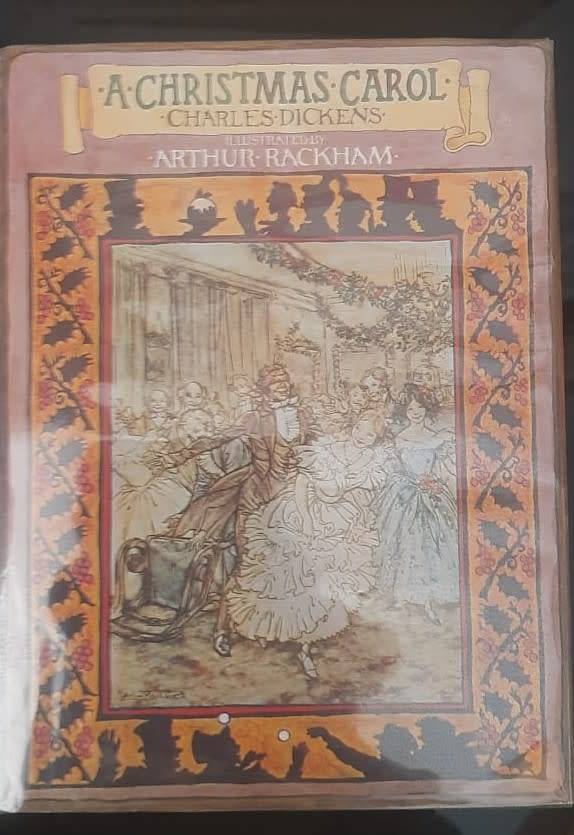 ·A·CHRISTMAS·CAROL·
·CHARLES·DICKENS·
ILLUSTRATED·BY
·ARTHUR·RACKHAM·